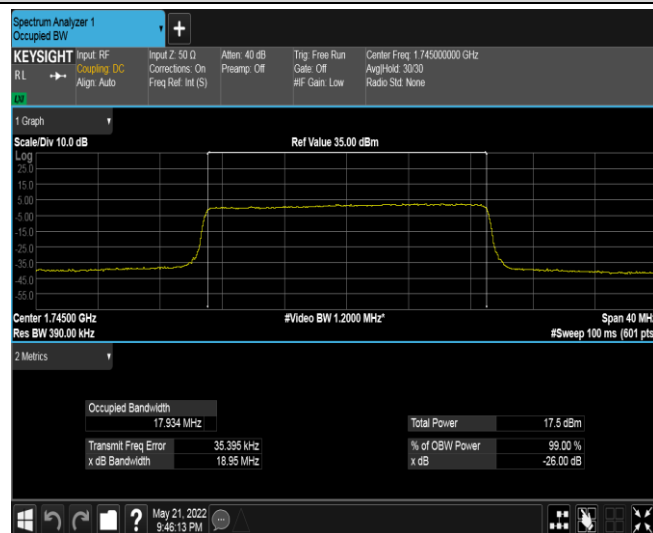 Spectrum Analyzer 1
Occupied BW
+
KEYSIGHT Input: RF Input Z: 50 Ω Atten: 40 dB Trig: Free Run Center Freq: 1.745000000 GHz
RL Coupling: DC Corrections: On Preamp: Off Gate: Off Avg|Hold: 30/30
Align: Auto Freq Ref: Int (S) #IF Gain: Low Radio Std: None
1 Graph
Scale/Div 10.0 dB Ref Value 35.00 dBm
Log
25.0
15.0
5.00
-5.00
-15.0
-25.0
-35.0
-45.0
-55.0
Center 1.74500 GHz #Video BW 1.2000 MHz* Span 40 MHz
Res BW 390.00 kHz #Sweep 100 ms (601 pts
2 Metrics
Occupied Bandwidth
17.934 MHz Total Power 17.5 dBm
Transmit Freq Error 35.395 kHz % of OBW Power 99.00 %
x dB Bandwidth 18.95 MHz x dB -26.00 dB
? May 21, 2022
9:46:13 PM